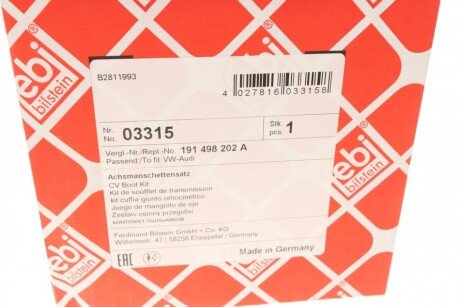 B2811993
4 027816 033158
Nr. No. 03315
Stk. pcs. 1
Vergl.-Nr./Repl.-No. 191 498 202 A
Passend./To fit: VW-Audi
Achsmanschettensatz
CV Boot Kit
Kit de soufflet de transmission
kit cuffia giunto omocinetico
Juego de manguito de eje
Zestaw osłony przegubu
комплект пыльников
Ferdinand Bilstein GmbH + Co. KG
Wilhelmstr. 47 | 58256 Ennepetal | Germany
EAC
Made in Germany
febi
bilstein